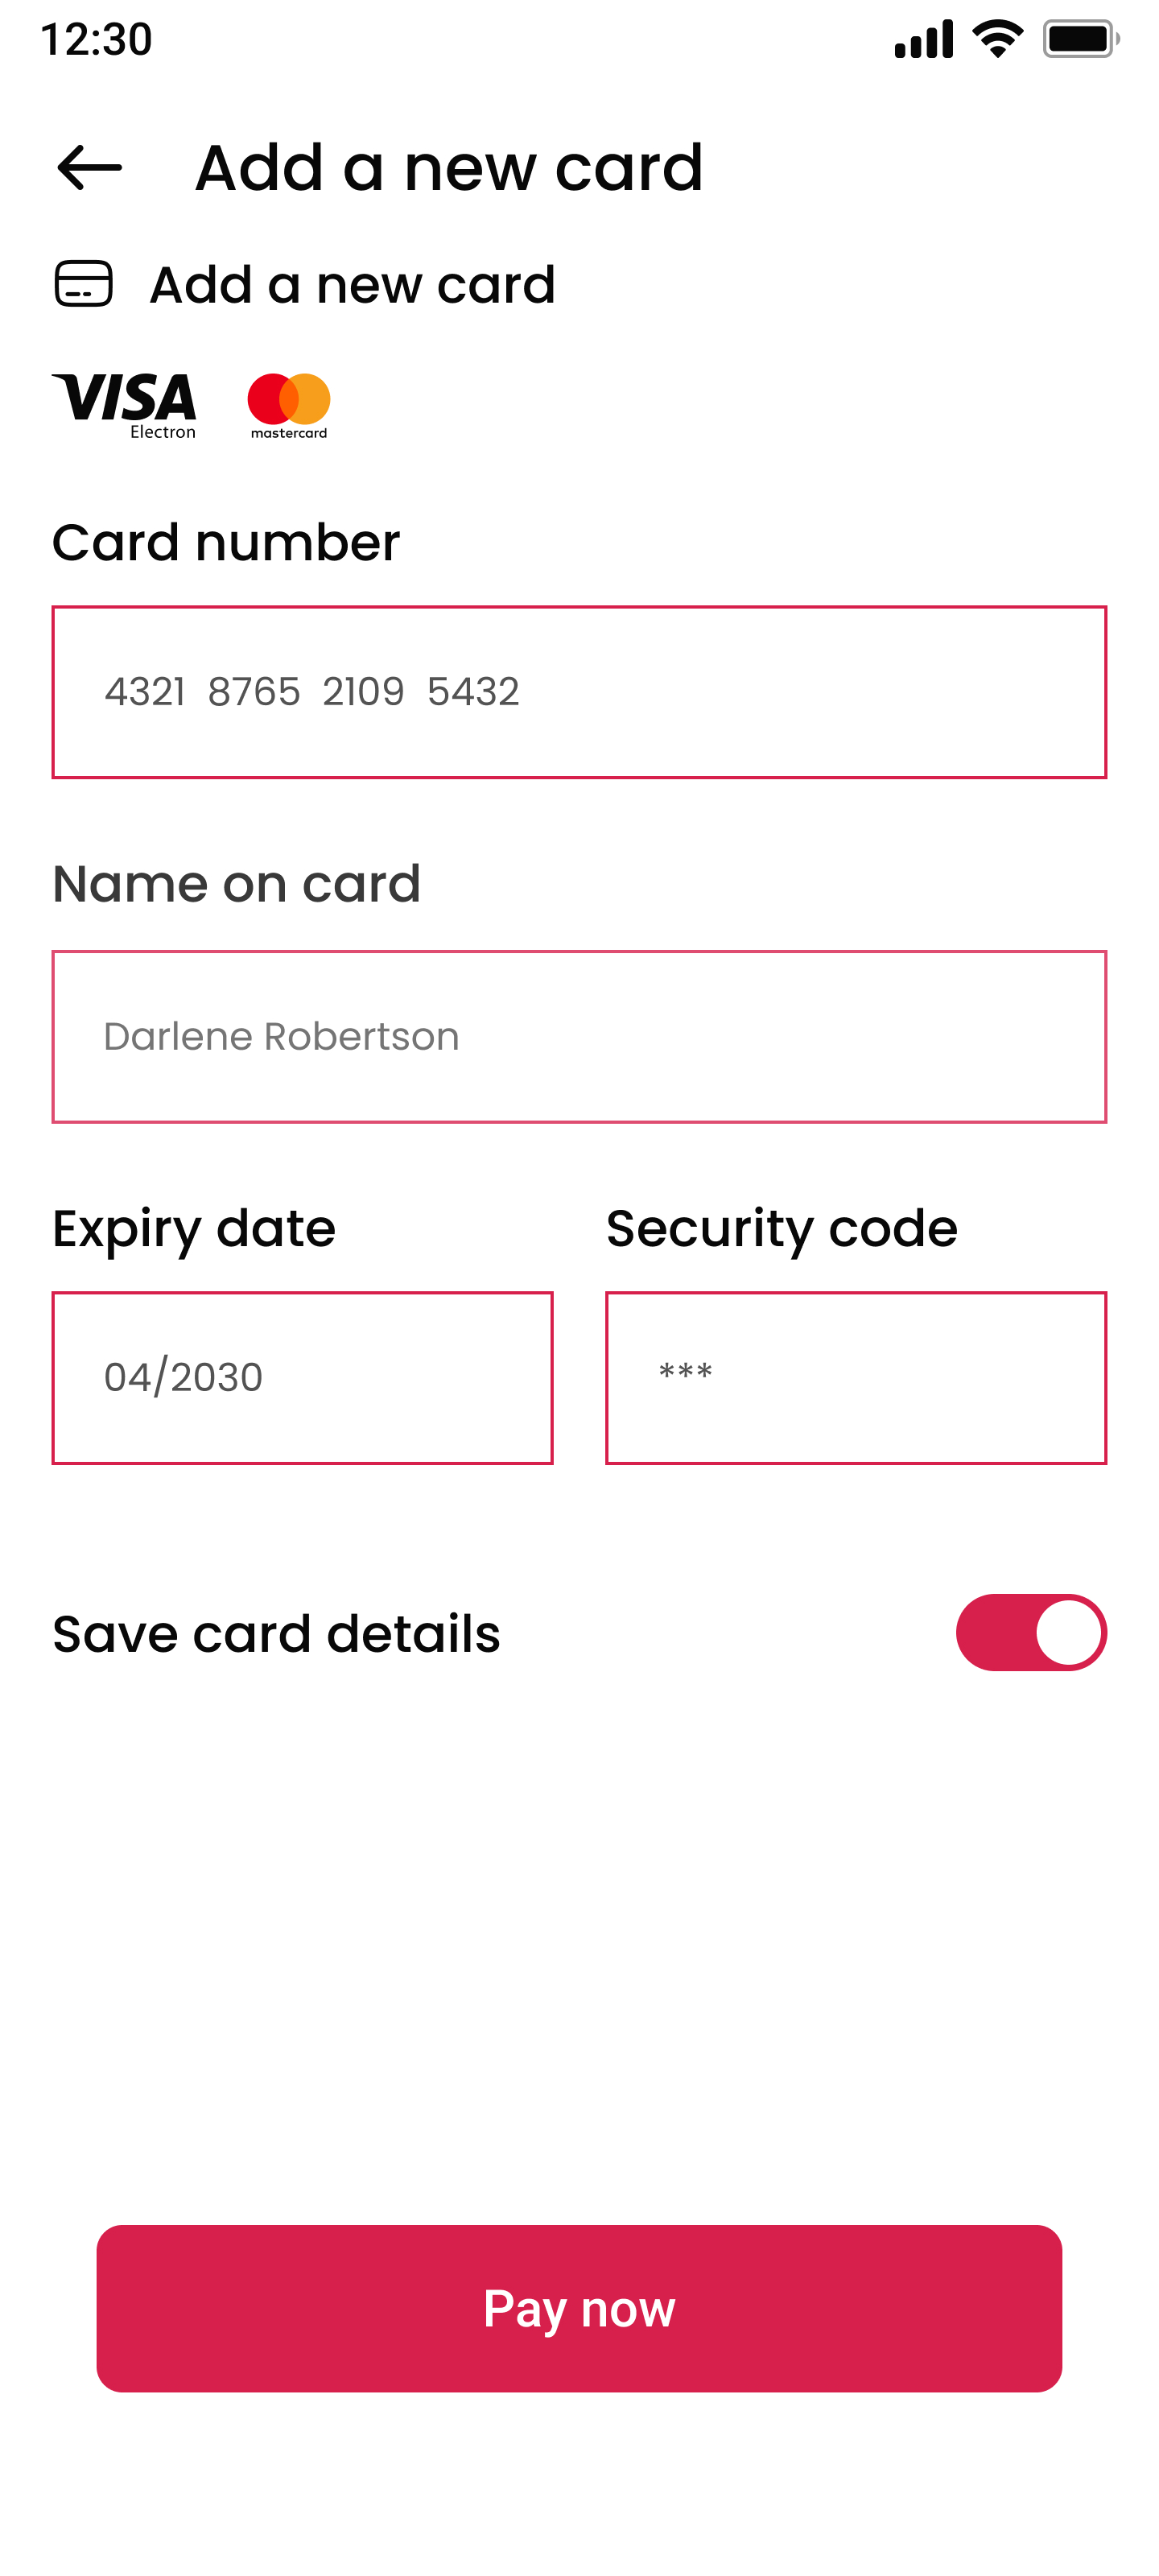 12:30
Add a new card
Add a new card
VISA
Electron
mastercard
Card number
4321 8765 2109 5432
Name on card
Darlene Robertson
Expiry date Security code
04/2030 ***
Save card details
Pay now